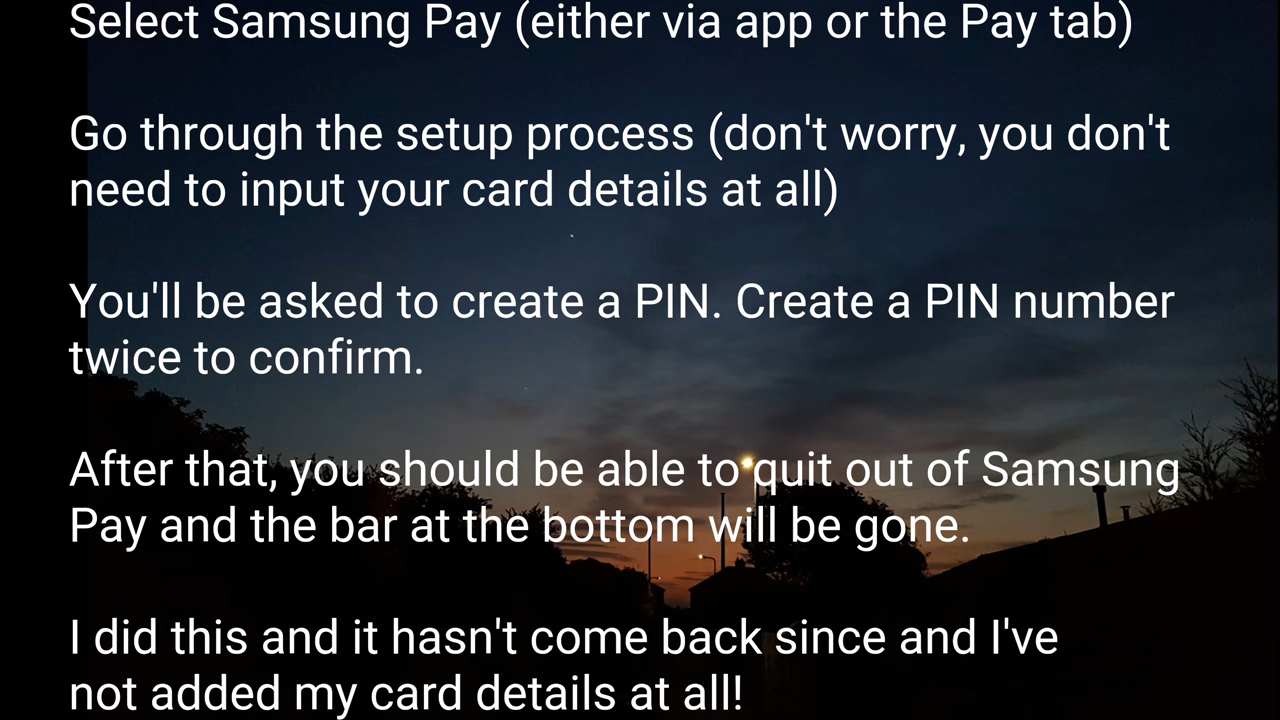 Select Samsung Pay (either via app or the Pay tab)
Go through the setup process (don't worry, you don't
need to input your card details at all)
You'll be asked to create a PIN. Create a PIN number
twice to confirm.
After that, you should be able to quit out of Samsung
Pay and the bar at the bottom will be gone.
I did this and it hasn't come back since and I've
not added my card details at all!